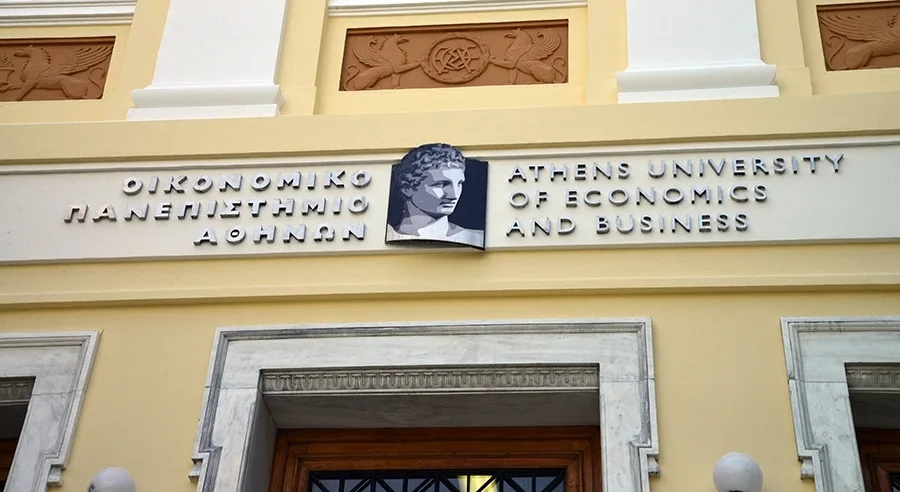 ΟΙΚΟΝΟΜΙΚΟ
ΠΑΝΕΠΙΣΤΗΜΙΟ
ΑΘΗΝΩΝ
ATHENS UNIVERSITY
OF ECONOMICS
AND BUSINESS